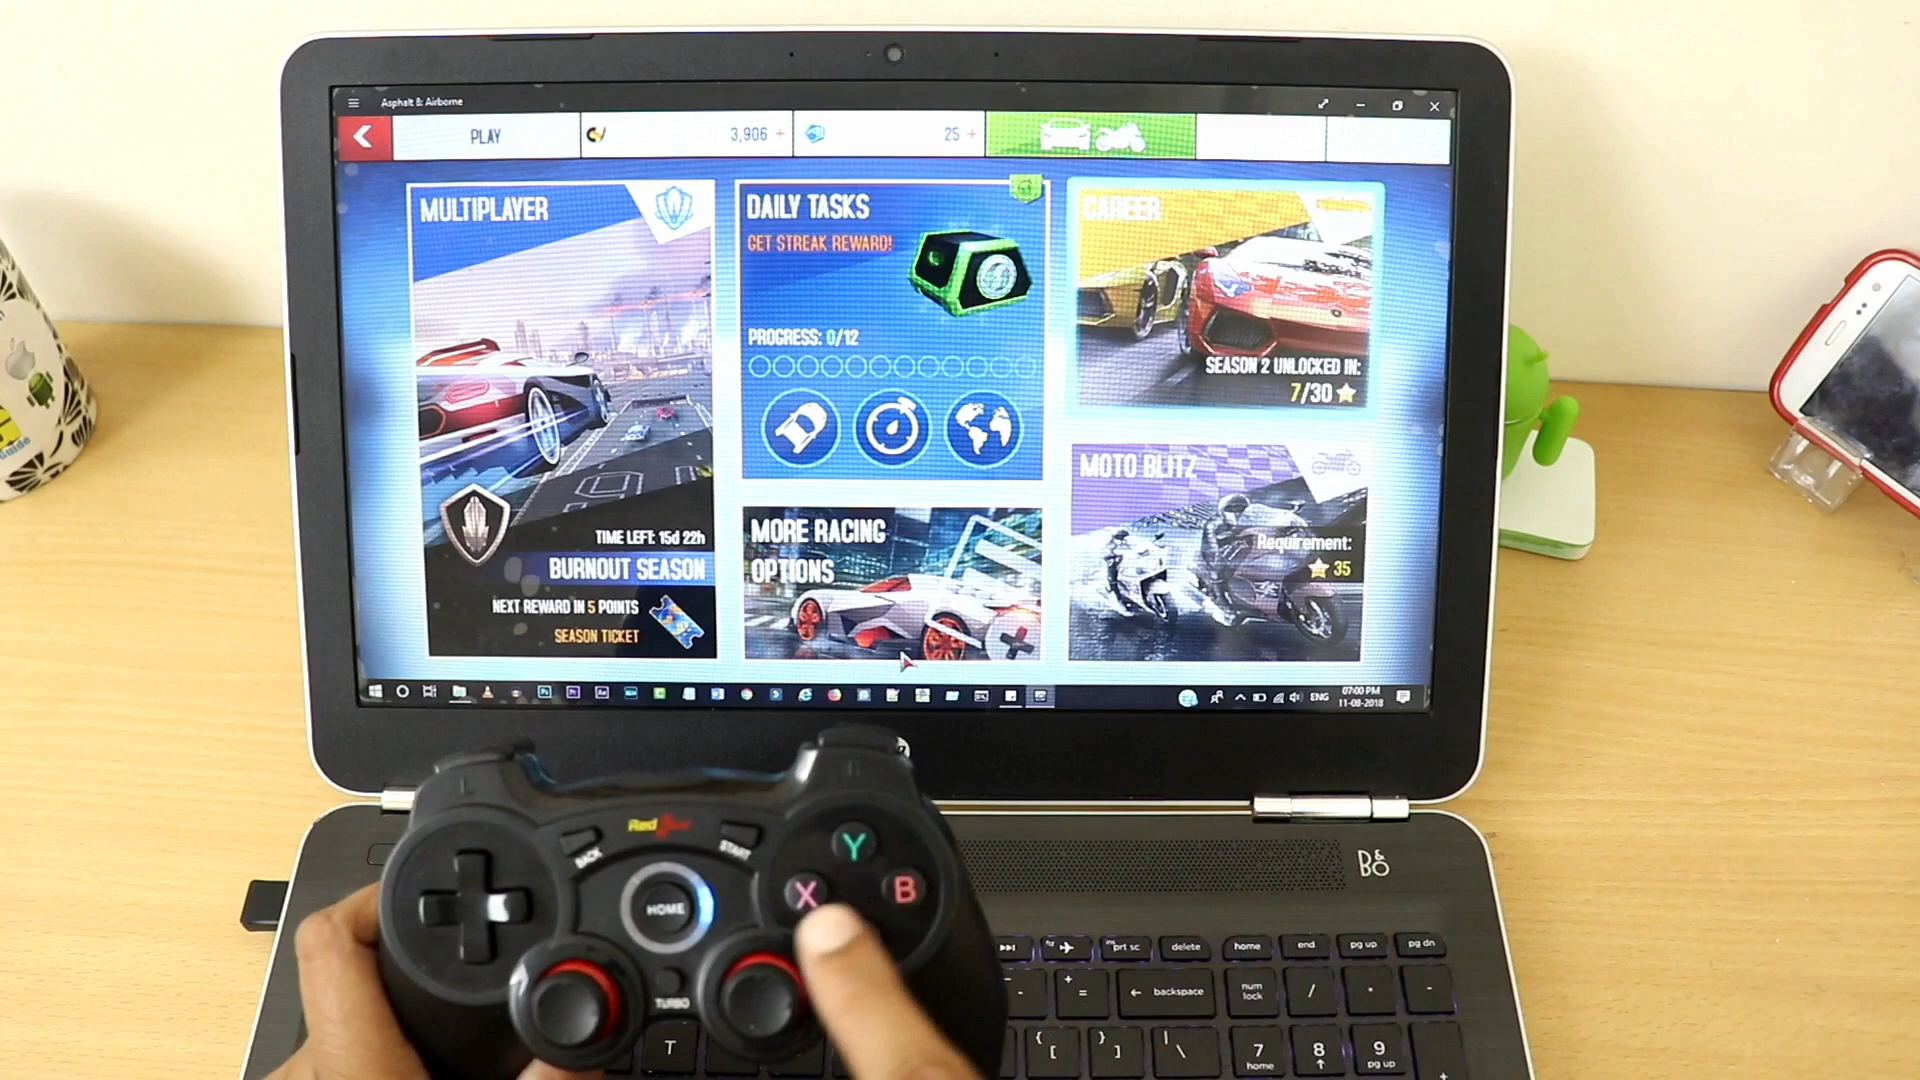 Asphalt 8: Airborne
PLAY
3,906 +
25 +
MULTIPLAYER
TIME LEFT: 15d 22h
BURNOUT SEASON
NEXT REWARD IN 5 POINTS
SEASON TICKET
DAILY TASKS
GET STREAK REWARD!
PROGRESS: 0/12
MORE RACING
OPTIONS
CAREER
SEASON 2 UNLOCKED IN:
7/30
MOTO BLITZ
Requirement:
35
ENG
07:00 PM
11-08-2018
Guide
Red
BACK
START
HOME
TURBO
Y
X
B
B&O
prt sc
delete
home
end
pg up
pg dn
- + =
← backspace
num
lock
/
*
-
T
{ [
} ]
| \
7
home
8
↑
9
pg up
+